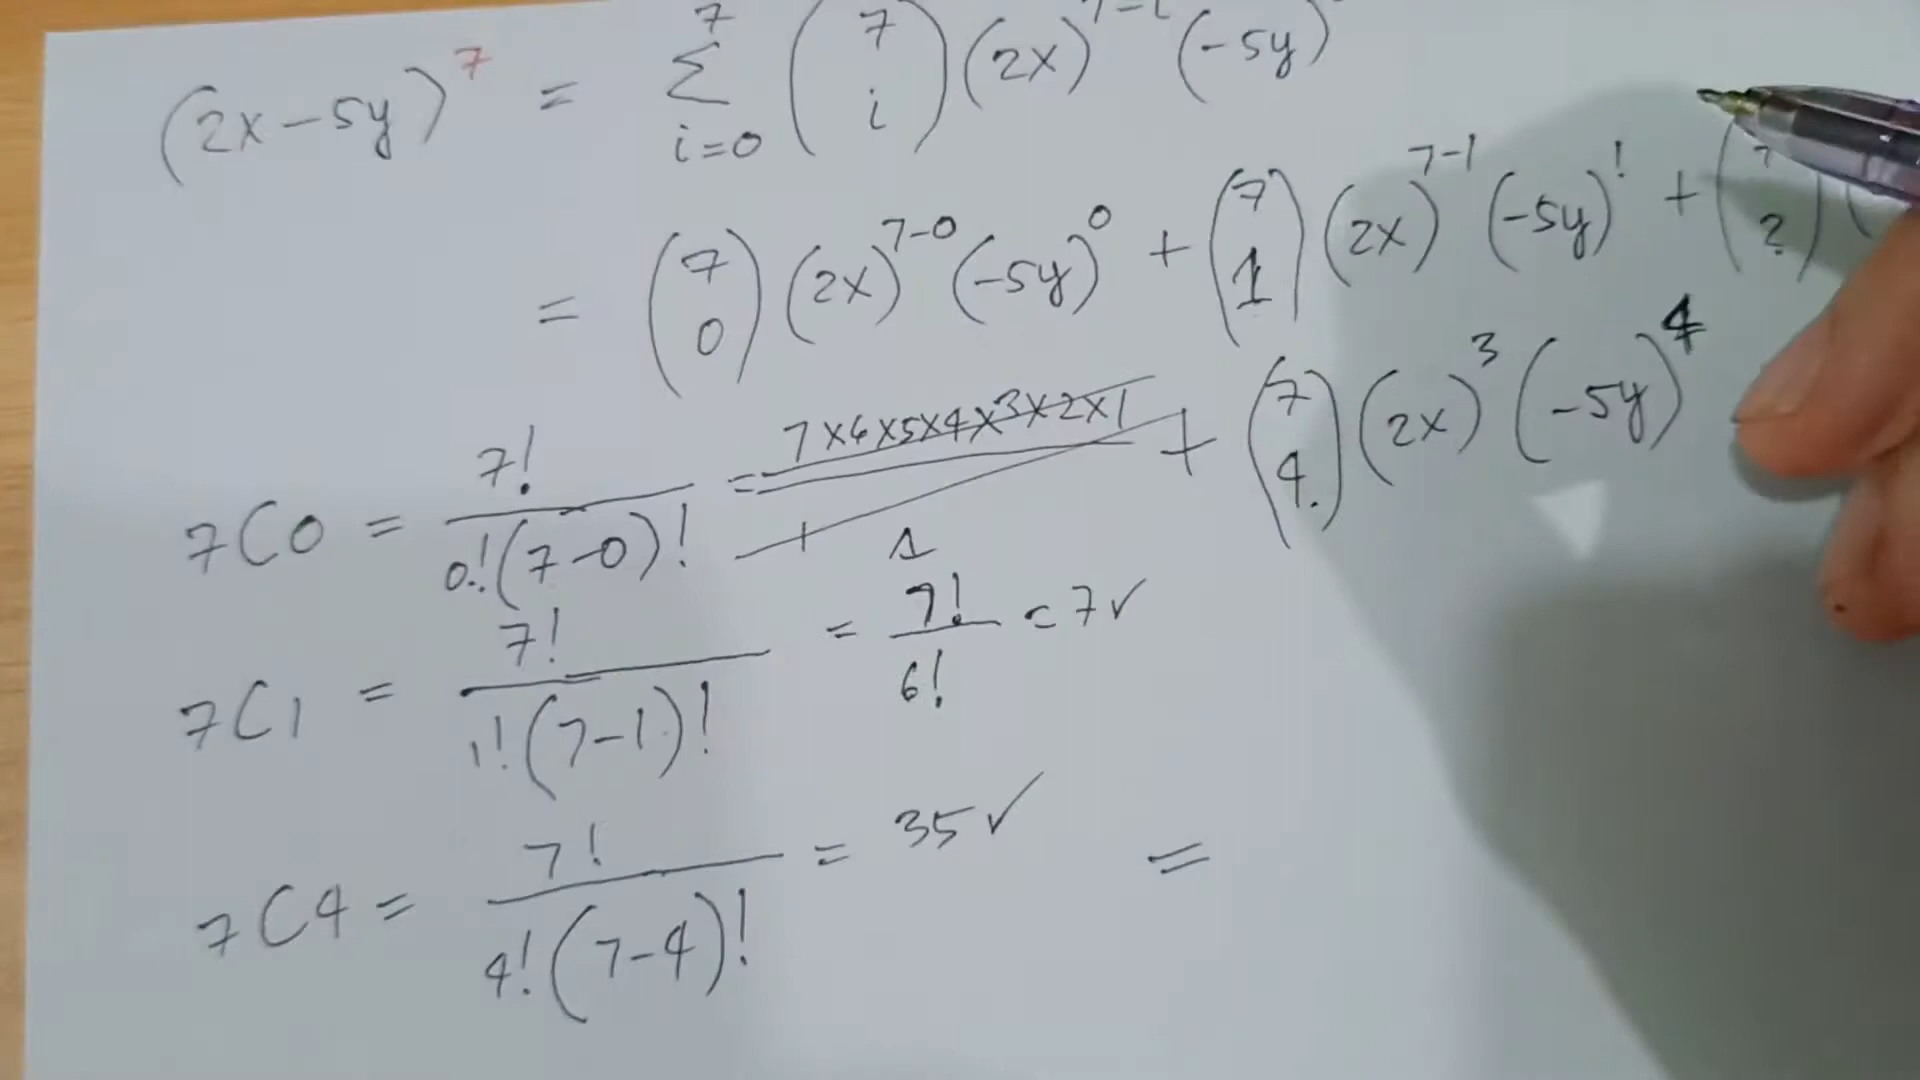 (2x-5y)^7 = Σ_{i=0}^{7} (7 i) (2x)^{7-i} (-5y)
= (7 0) (2x)^{7-0} (-5y)^0 + (7 1) (2x)^{7-1} (-5y)^1 + (7 2) (
+ (7 4) (2x)^3 (-5y)^4
7C0 = 7! / 0!(7-0)! = 7×6×5×4×3×2×1
1
7C1 = 7! / 1!(7-1)! = 7! / 6! = 7✓
7C4 = 7! / 4!(7-4)! = 35✓
=